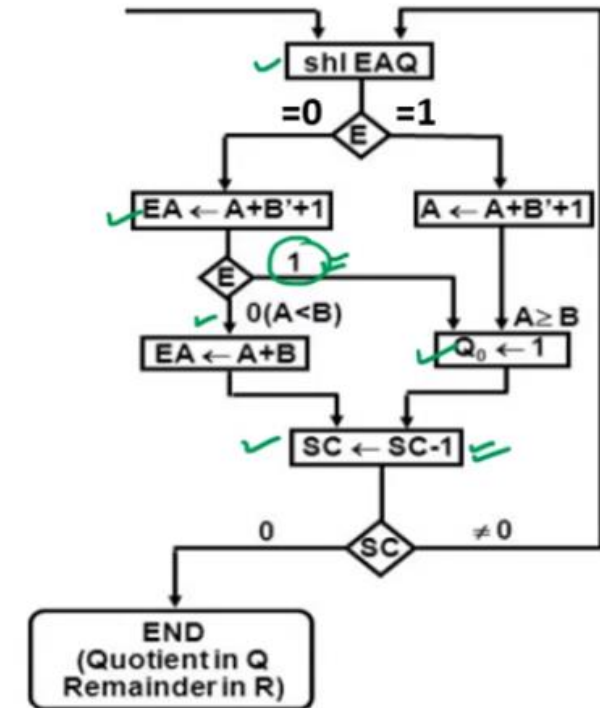 shl EAQ
=0 =1
E
EA ← A+B'+1
A ← A+B'+1
E
1
0(A<B)
A≥ B
EA ← A+B
Q₀ ← 1
SC ← SC-1
0
SC
≠0
END
(Quotient in Q
Remainder in R)